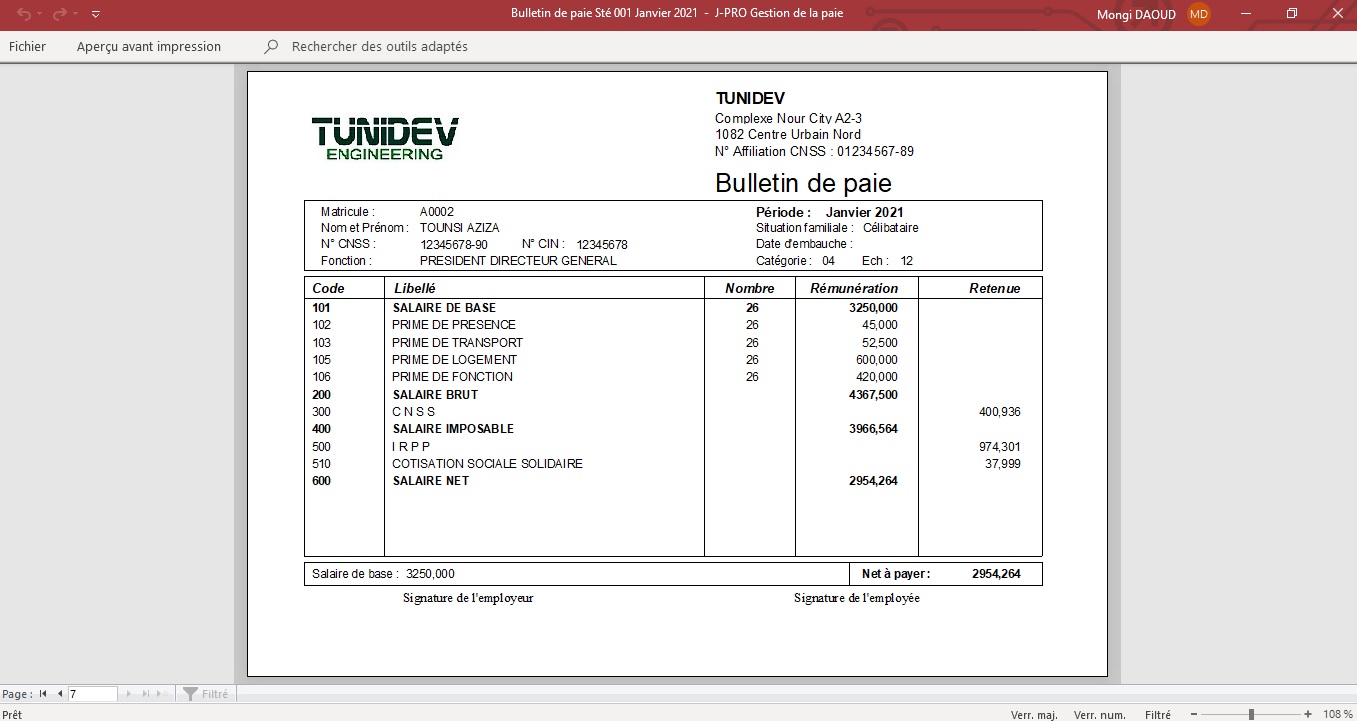 Bulletin de paie Sté 001 Janvier 2021 - J-PRO Gestion de la paie
Mongi DAOUD MD
Fichier Aperçu avant impression Rechercher des outils adaptés
TUNIDEV
ENGINEERING
TUNIDEV
Complexe Nour City A2-3
1082 Centre Urbain Nord
N° Affiliation CNSS : 01234567-89
Bulletin de paie
Matricule : A0002 Période : Janvier 2021
Nom et Prénom : TOUNSI AZIZA Situation familiale : Célibataire
N° CNSS : 12345678-90 N° CIN : 12345678 Date d'embauche :
Fonction : PRESIDENT DIRECTEUR GENERAL Catégorie : 04 Ech : 12
Code Libellé Nombre Rémunération Retenue
101 SALAIRE DE BASE 26 3250,000
102 PRIME DE PRESENCE 26 45,000
103 PRIME DE TRANSPORT 26 52,500
105 PRIME DE LOGEMENT 26 600,000
106 PRIME DE FONCTION 26 420,000
200 SALAIRE BRUT 4367,500
300 C N S S 400,936
400 SALAIRE IMPOSABLE 3966,564
500 I R P P 974,301
510 COTISATION SOCIALE SOLIDAIRE 37,999
600 SALAIRE NET 2954,264
Salaire de base : 3250,000 Net à payer : 2954,264
Signature de l'employeur Signature de l'employée
Page : 7 Filtré
Prêt Verr. maj. Verr. num. Filtré 108 %